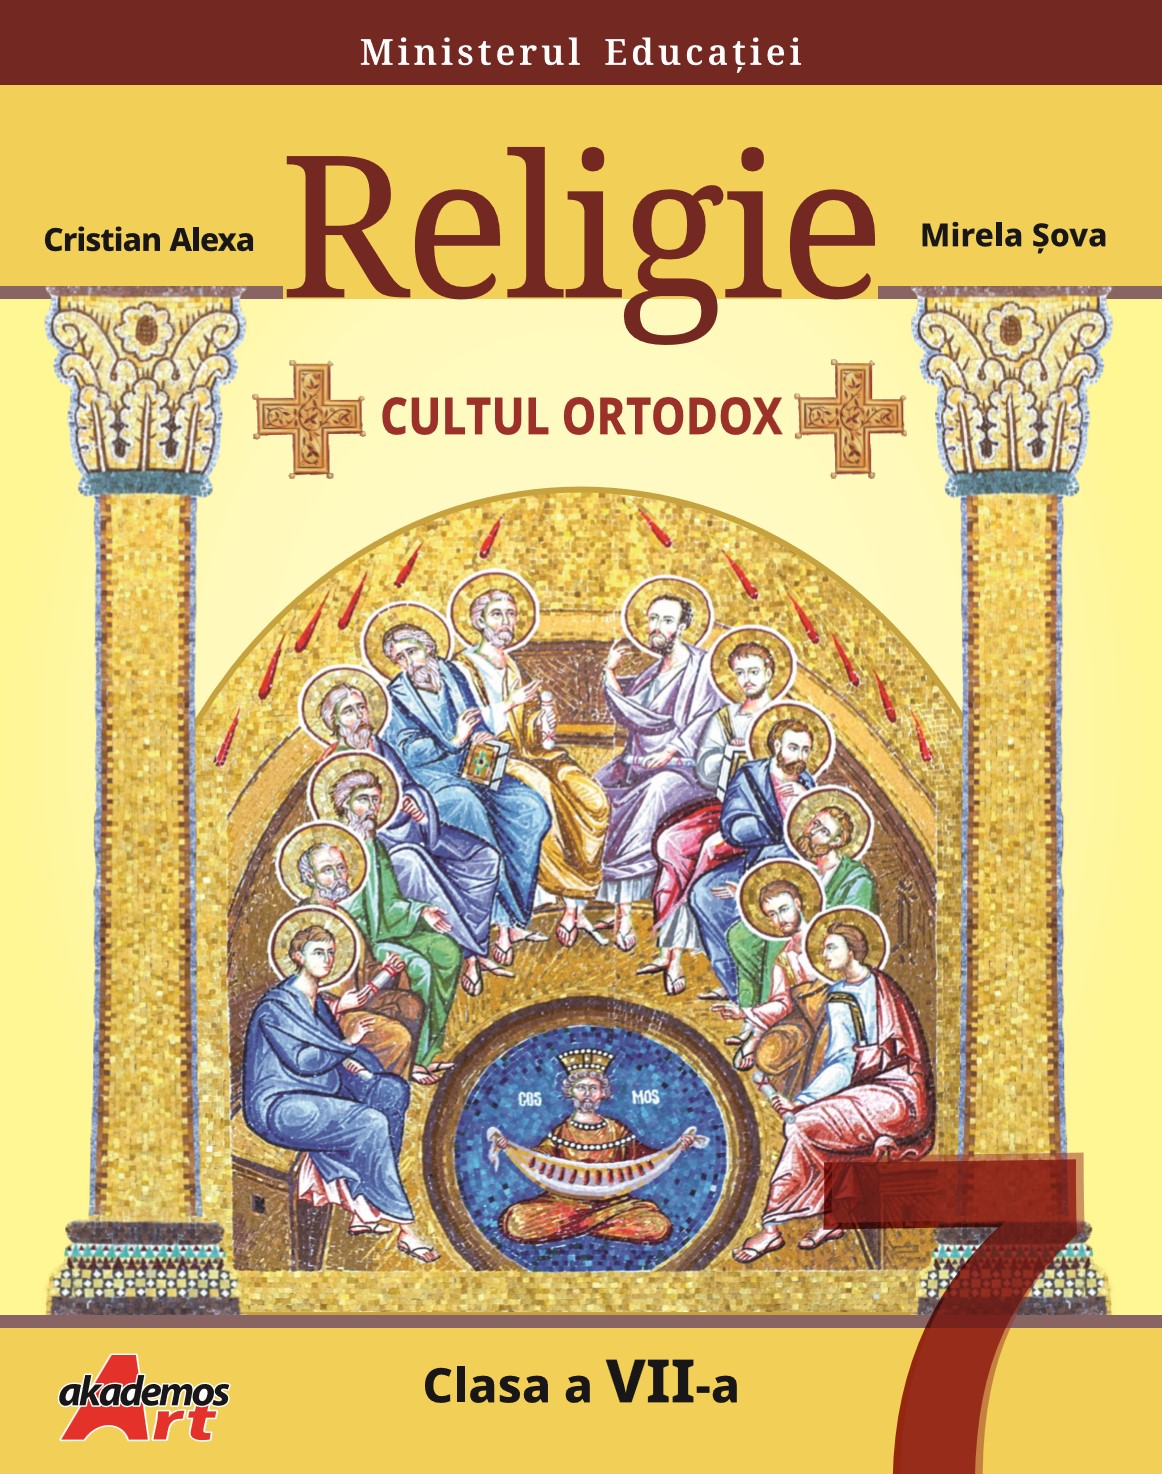 Ministerul Educației
Religie
Cristian Alexa
Mirela Șova
CULTUL ORTODOX
COS MOS
7
Clasa a VII-a
akademos
Art